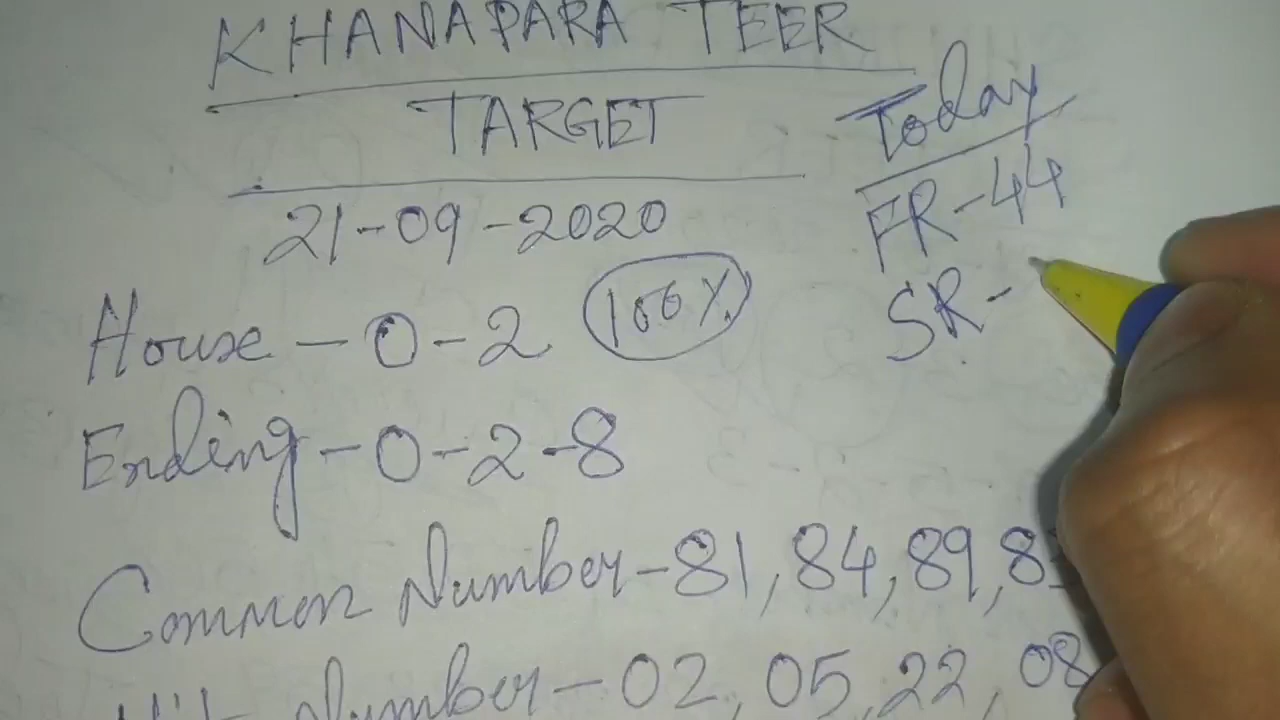 KHANAPARA TEER
TARGET
21-09-2020
Today
FR-44
SR-
House - 0-2 100%
Ending - 0-2-8
Common Number - 81, 84, 89, 8
Number - 02, 05, 22, 08